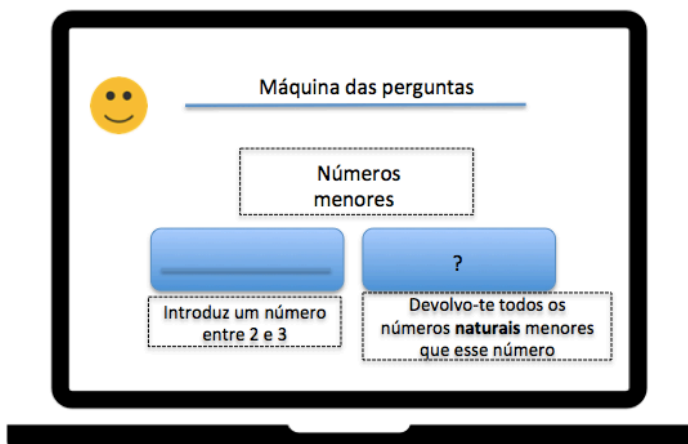 Máquina das perguntas
Números
menores
?
Introduz um número
entre 2 e 3
Devolvo-te todos os
números naturais menores
que esse número